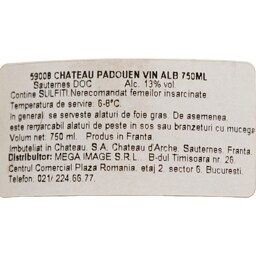 59008 CHATEAU PADOUEN VIN ALB 750ML
Sauternes DOC Alc. 13% vol.
Contine SULFITI.Nerecomandat femeilor insarcinate
Temperatura de servire: 6-8°C.
In general, se serveste alaturi de foie gras. De asemenea,
este remarcabil alaturi de peste in sos sau branzeturi cu mucega
Volum net: 750 ml. Produs in Franta.
Imbuteliat in Chateau. S.A. Chateau d'Arche. Sauternes. Franta
Distribuitor: MEGA IMAGE S.R.L., B-dul Timisoara nr. 26,
Centrul Comercial Plaza Romania, etaj 2, sector 6, Bucuresti.
Telefon: 021/ 224.66.77.